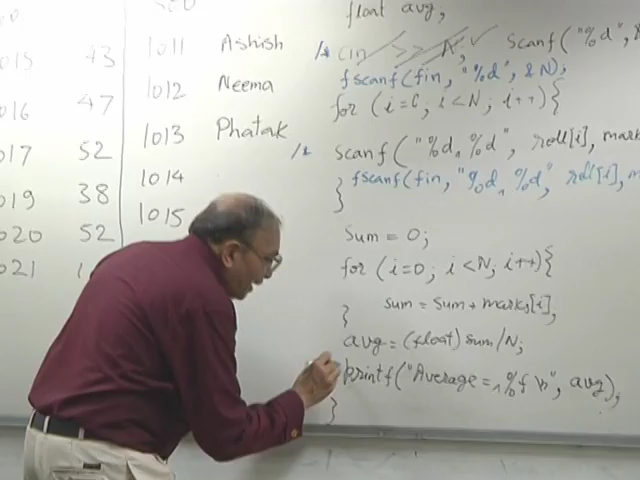 015 43
016 47
017 52
019 38
020 52
021
1011 Ashish
1012 Neema
1013 Phatak
1014
1015
float avg;
/* cin >> N; ✓ scanf("%d", &
fscanf(fin, "%d", &N);
for (i=0; i<N; i++){
/* scanf("%d, %d", roll[i], mark
fscanf(fin, "%d, %d", roll[i], m
}
sum = 0;
for (i=0; i<N; i++){
sum = sum + marks[i],
}
avg = (float) sum/N;
printf("Average = %f \n", avg);
}